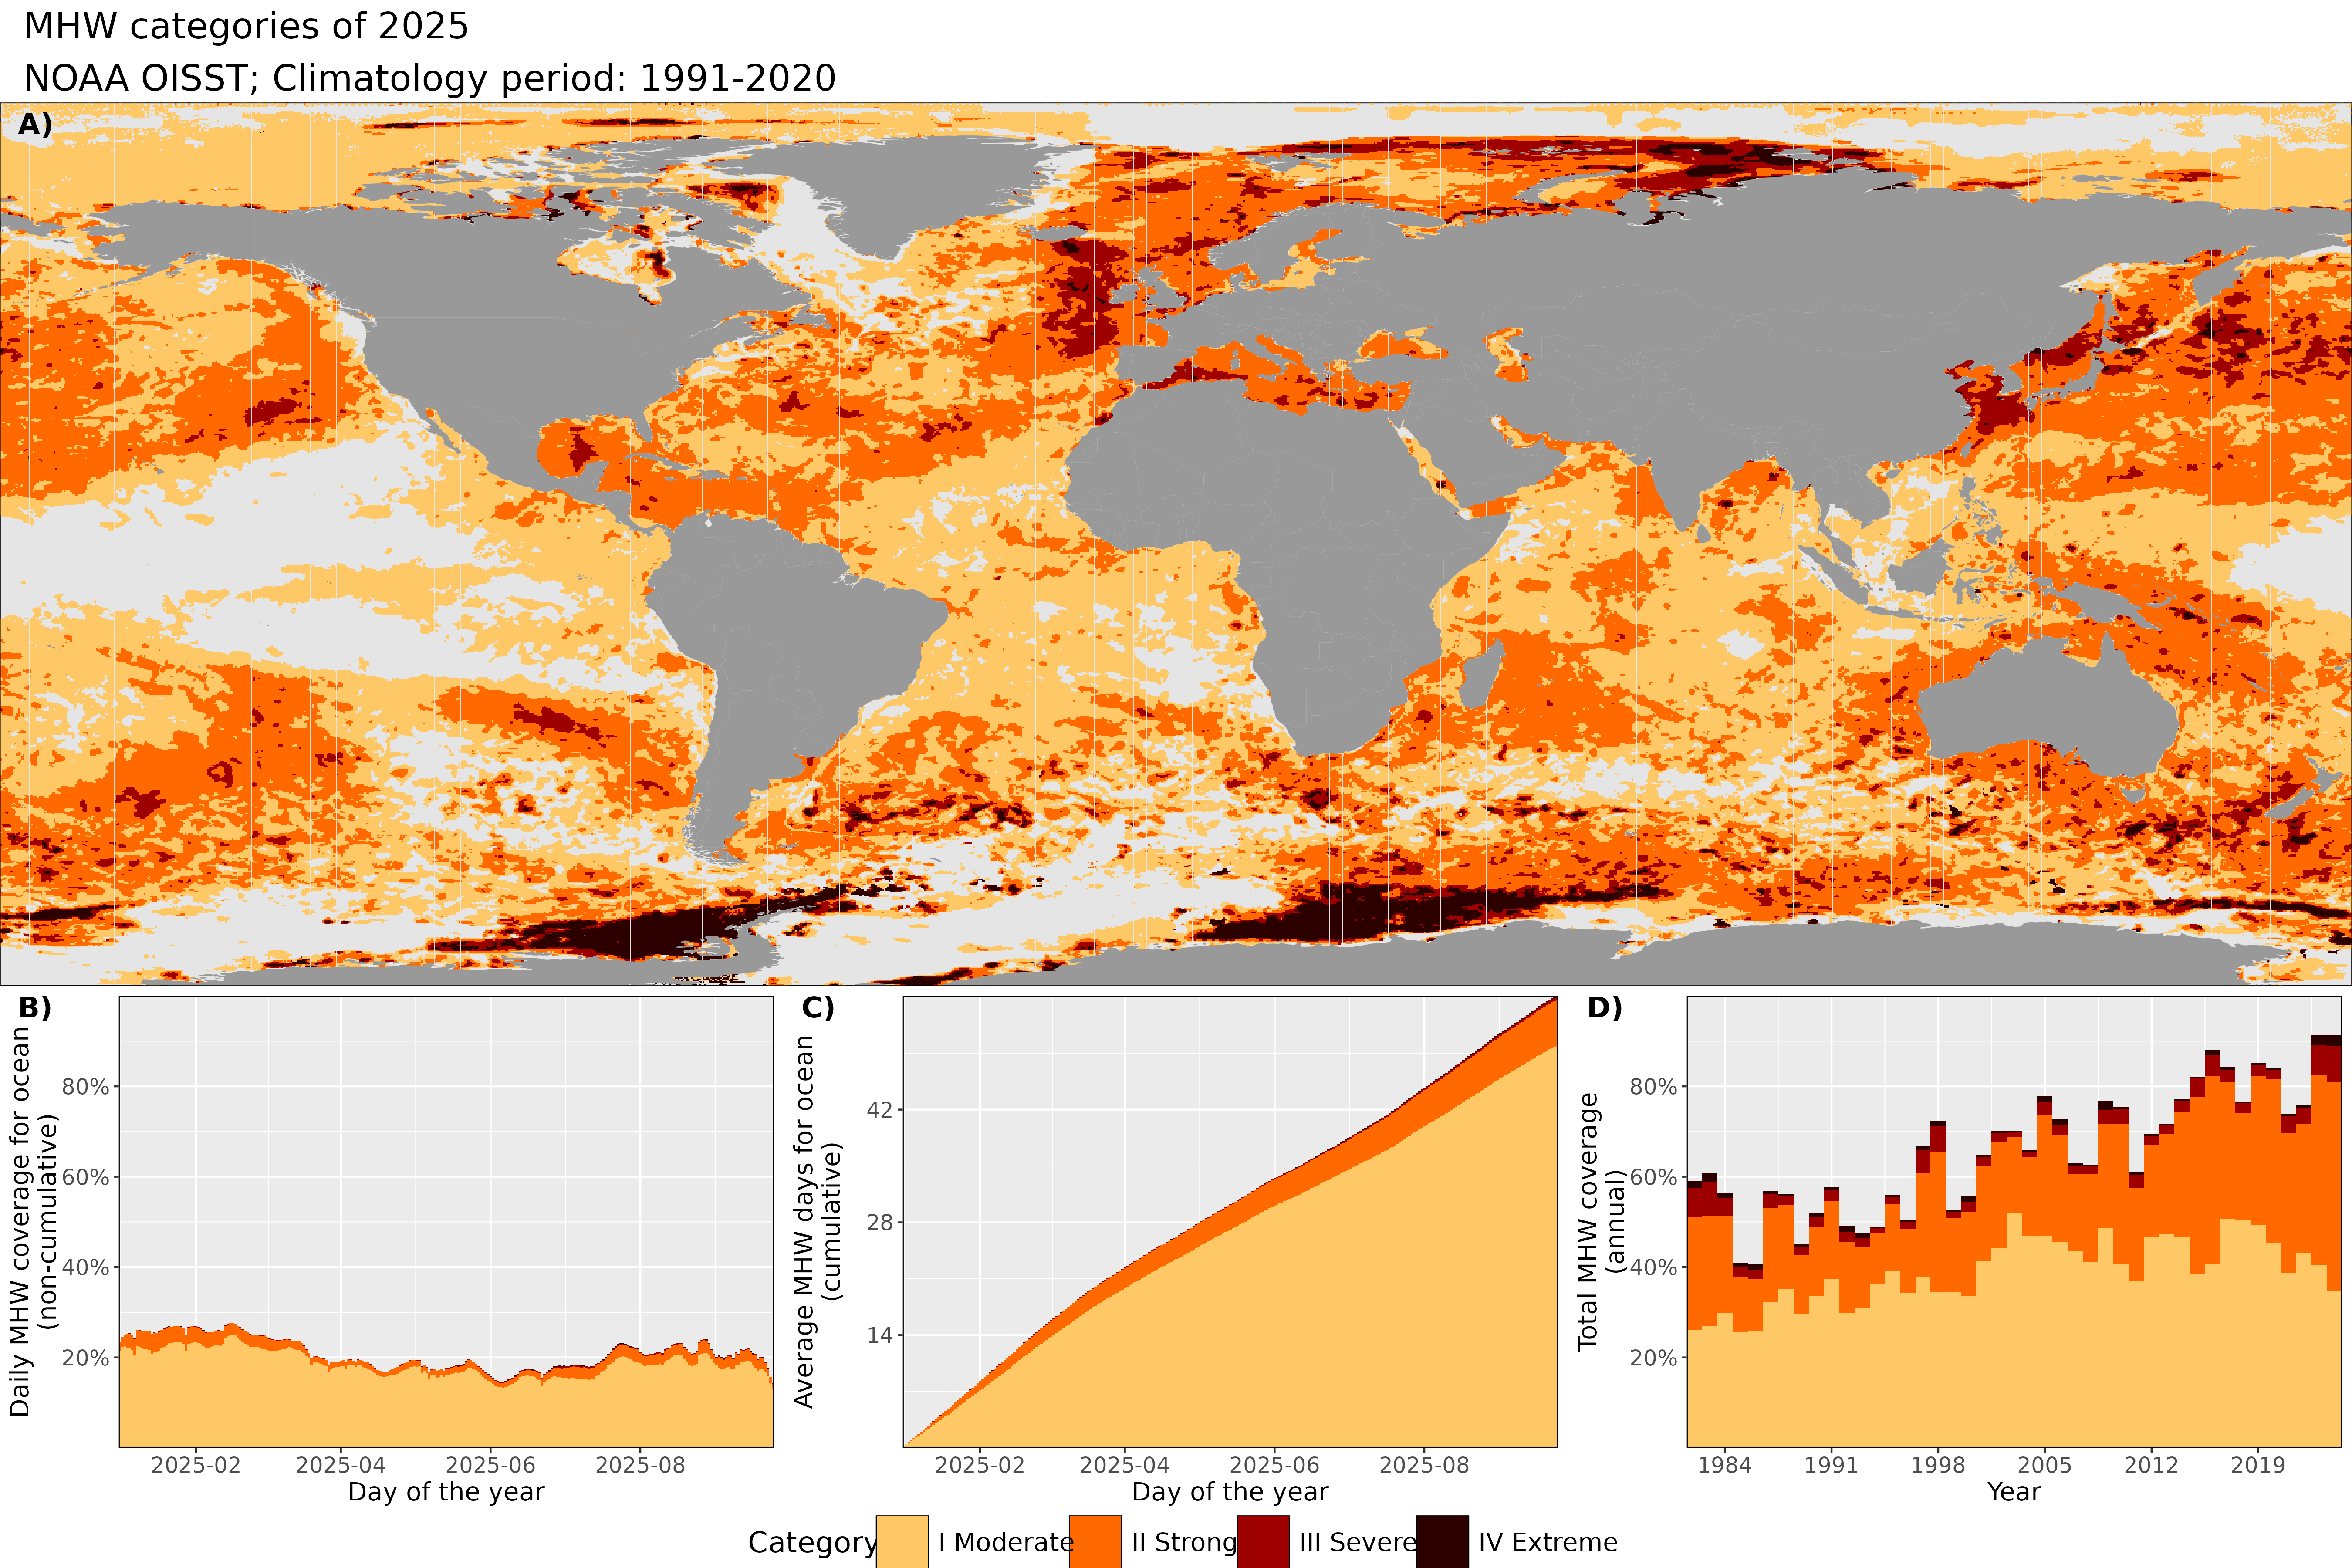 MHW categories of 2025
NOAA OISST; Climatology period: 1991-2020
A)
B)
Daily MHW coverage for ocean
(non-cumulative)
80%
60%
40%
20%
2025-02 2025-04 2025-06 2025-08
Day of the year
C)
Average MHW days for ocean
(cumulative)
42
28
14
2025-02 2025-04 2025-06 2025-08
Day of the year
D)
Total MHW coverage
(annual)
80%
60%
40%
20%
1984 1991 1998 2005 2012 2019
Year
Category I Moderate II Strong III Severe IV Extreme